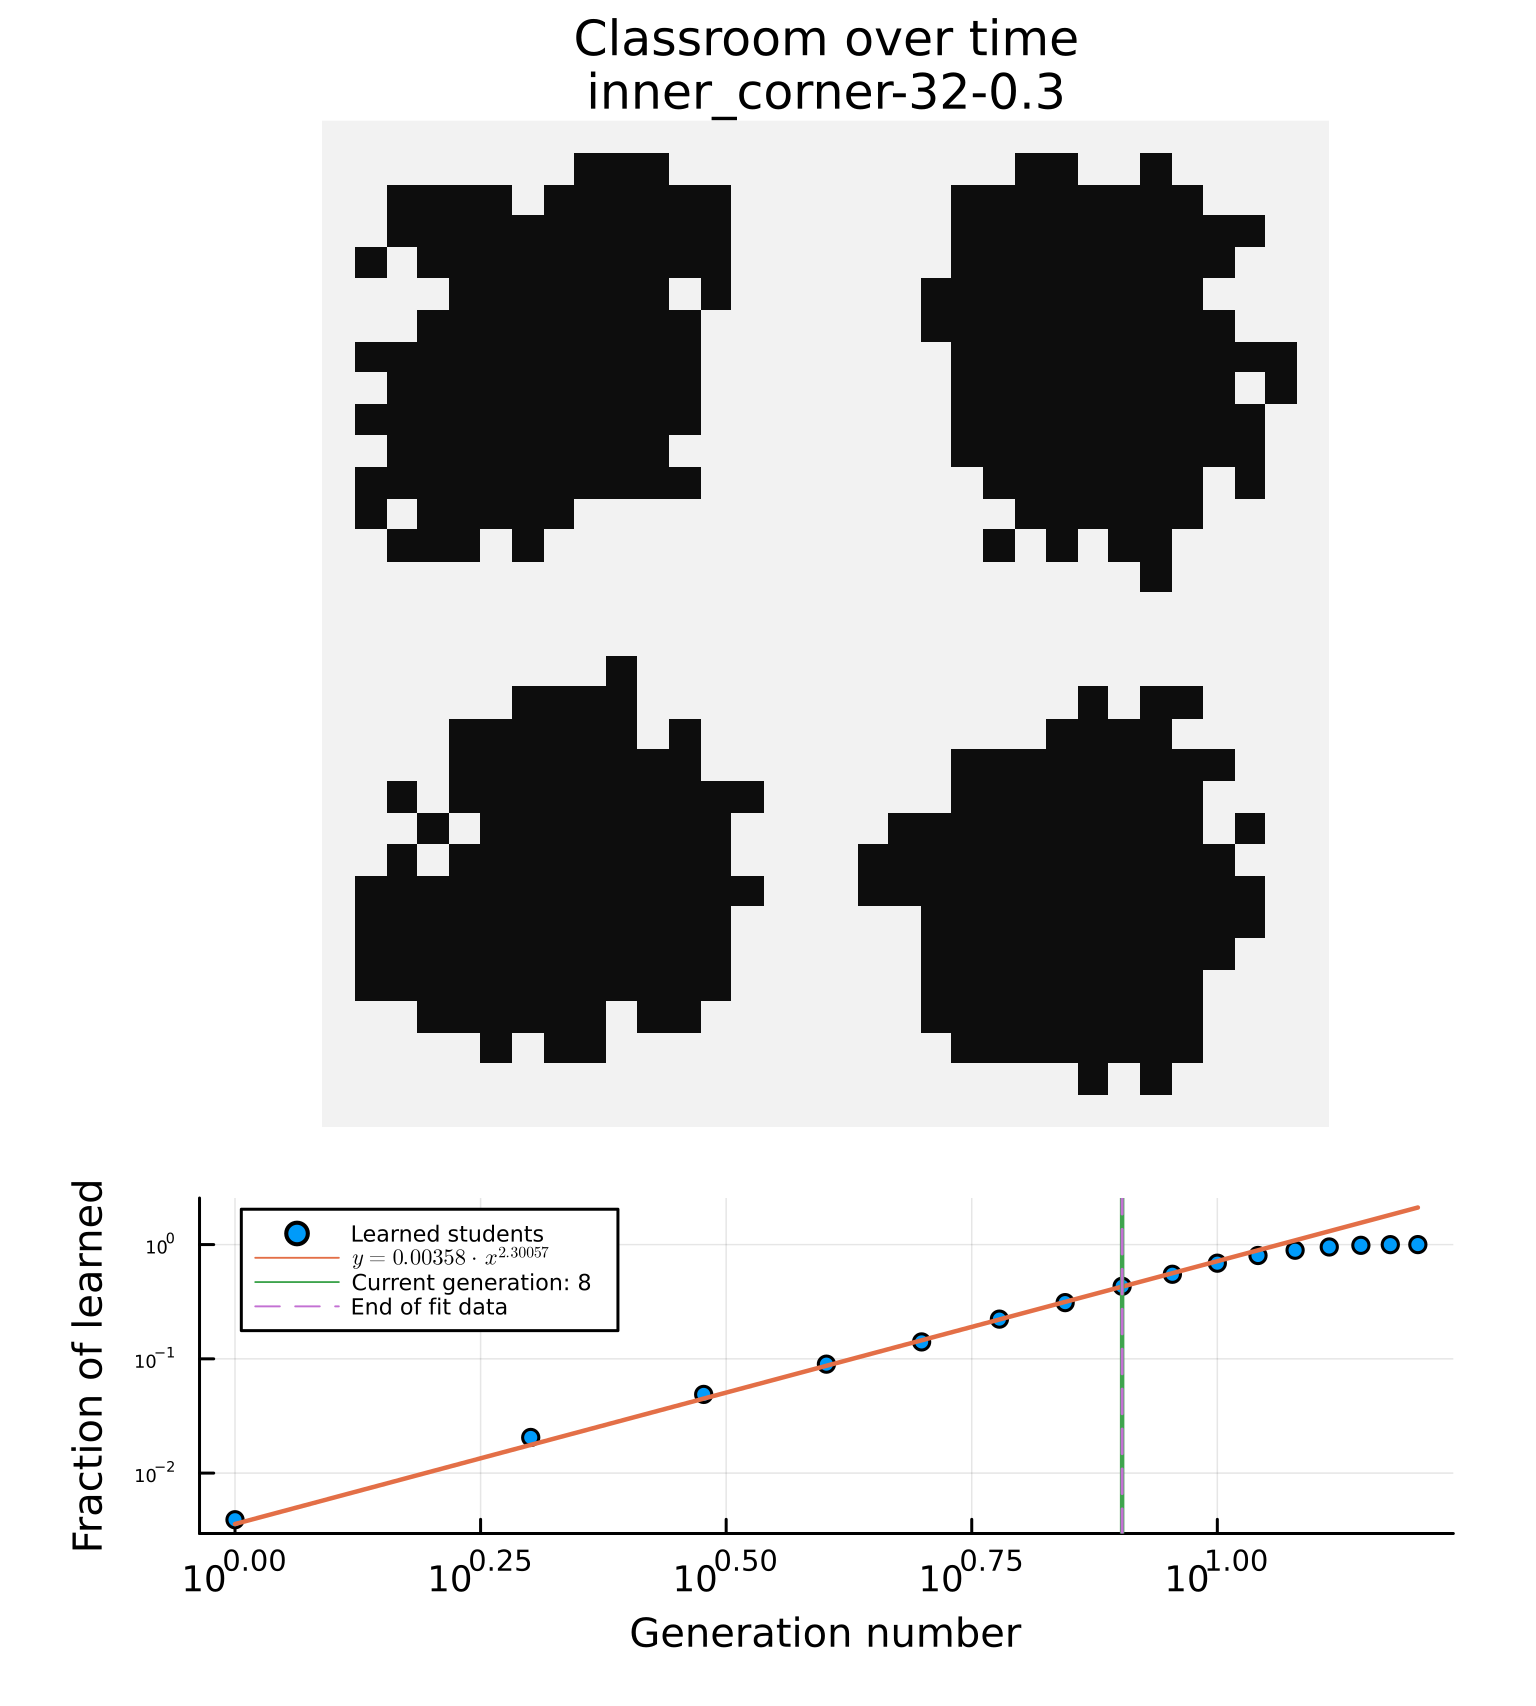 Classroom over time
inner_corner-32-0.3
Fraction of learned
10^0
10^−1
10^−2
Learned students
y = 0.00358 · x^2.30057
Current generation: 8
End of fit data
10^0.00 10^0.25 10^0.50 10^0.75 10^1.00
Generation number